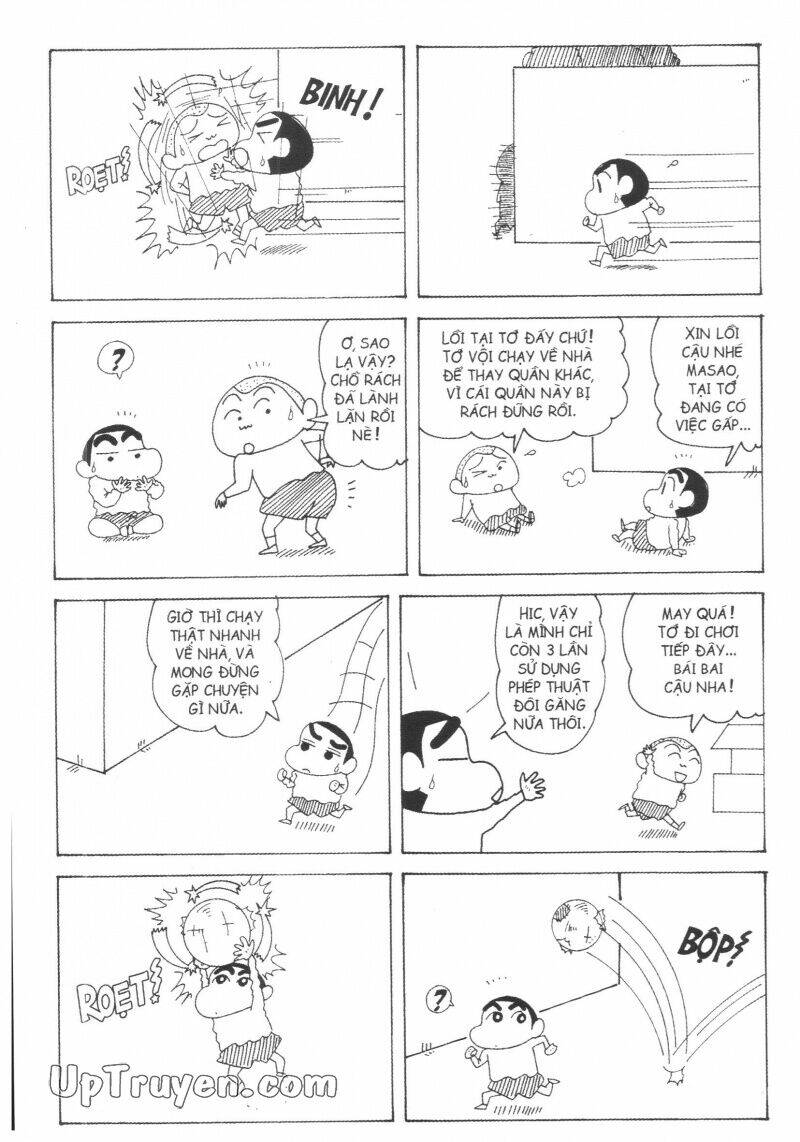 BINH!
ROẸT!
XIN LỖI
CẬU NHÉ
MASAO,
TẠI TỚ
ĐANG CÓ
VIỆC GẤP...
LỖI TẠI TỚ ĐẤY CHỨ!
TỚ VỘI CHẠY VỀ NHÀ
ĐỂ THAY QUẦN KHÁC,
VÌ CÁI QUẦN NÀY BỊ
RÁCH ĐŨNG RỒI.
Ơ, SAO
LẠ VẬY?
CHỖ RÁCH
ĐÃ LÀNH
LẶN RỒI
NÈ!
?
MAY QUÁ!
TỚ ĐI CHƠI
TIẾP ĐÂY...
BÁI BAI
CẬU NHA!
HIC, VẬY
LÀ MÌNH CHỈ
CÒN 3 LẦN
SỬ DỤNG
PHÉP THUẬT
ĐÔI GĂNG
NỮA THÔI.
GIỜ THÌ CHẠY
THẬT NHANH
VỀ NHÀ, VÀ
MONG ĐỪNG
GẶP CHUYỆN
GÌ NỮA.
BỘP!
?
ROẸT!
UpTruyen.com